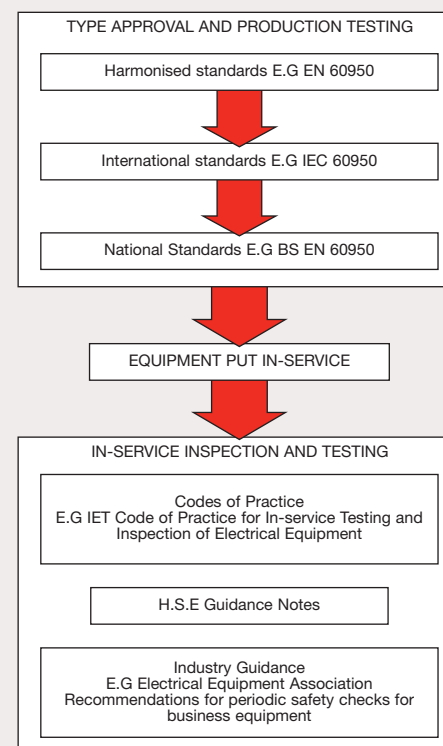 TYPE APPROVAL AND PRODUCTION TESTING
Harmonised standards E.G EN 60950
International standards E.G IEC 60950
National Standards E.G BS EN 60950
EQUIPMENT PUT IN-SERVICE
IN-SERVICE INSPECTION AND TESTING
Codes of Practice
E.G IET Code of Practice for In-service Testing and
Inspection of Electrical Equipment
H.S.E Guidance Notes
Industry Guidance
E.G Electrical Equipment Association
Recommendations for periodic safety checks for
business equipment